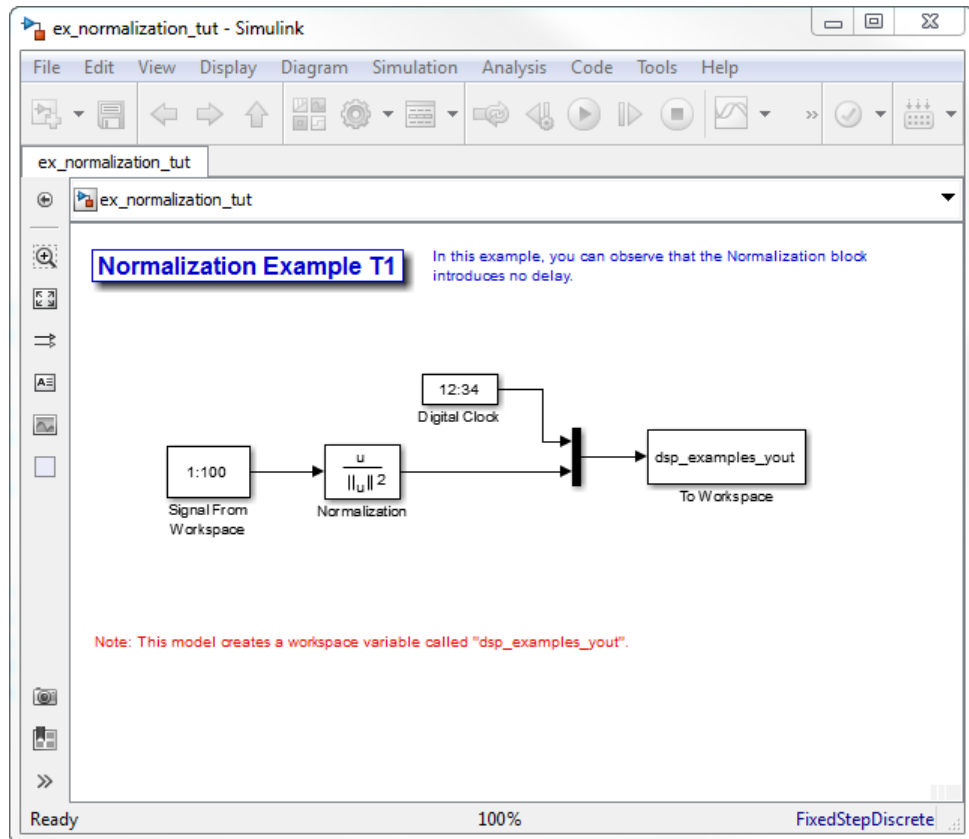 ex_normalization_tut - Simulink
File Edit View Display Diagram Simulation Analysis Code Tools Help
ex_normalization_tut
ex_normalization_tut
Normalization Example T1
In this example, you can observe that the Normalization block
introduces no delay.
12:34
Digital Clock
1:100
Signal From
Workspace
u
||u|| 2
Normalization
dsp_examples_yout
To Workspace
Note: This model creates a workspace variable called "dsp_examples_yout".
Ready
100%
FixedStepDiscrete